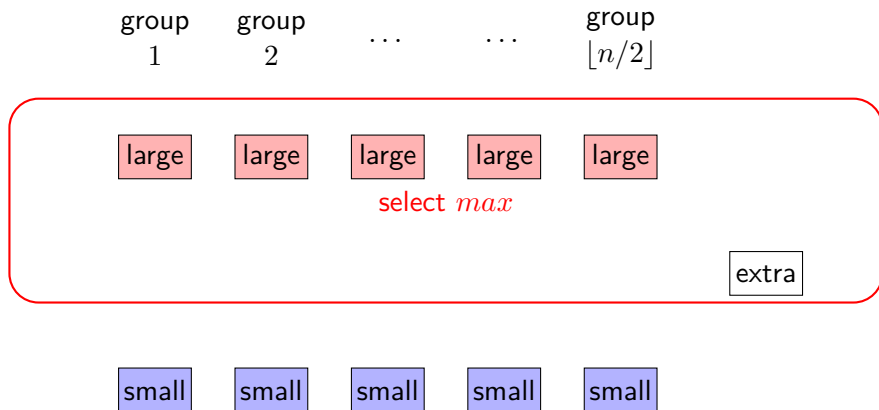 group group group
1 2 ... ... ⌊n/2⌋
large large large large large
select max
extra
small small small small small